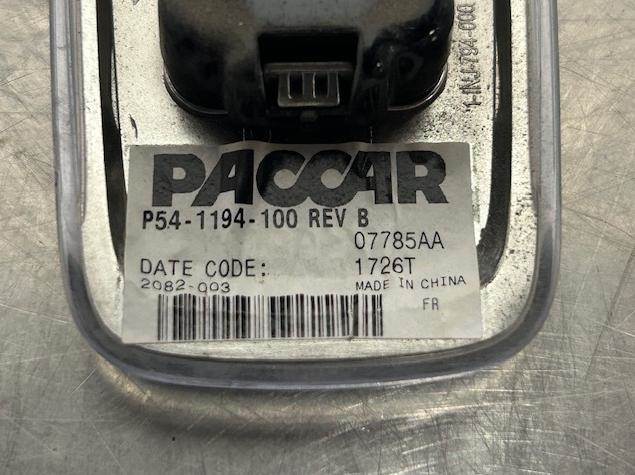 PACCAR
P54-1194-100 REV B
07785AA
DATE CODE: 1726T
2082-003 MADE IN CHINA
FR